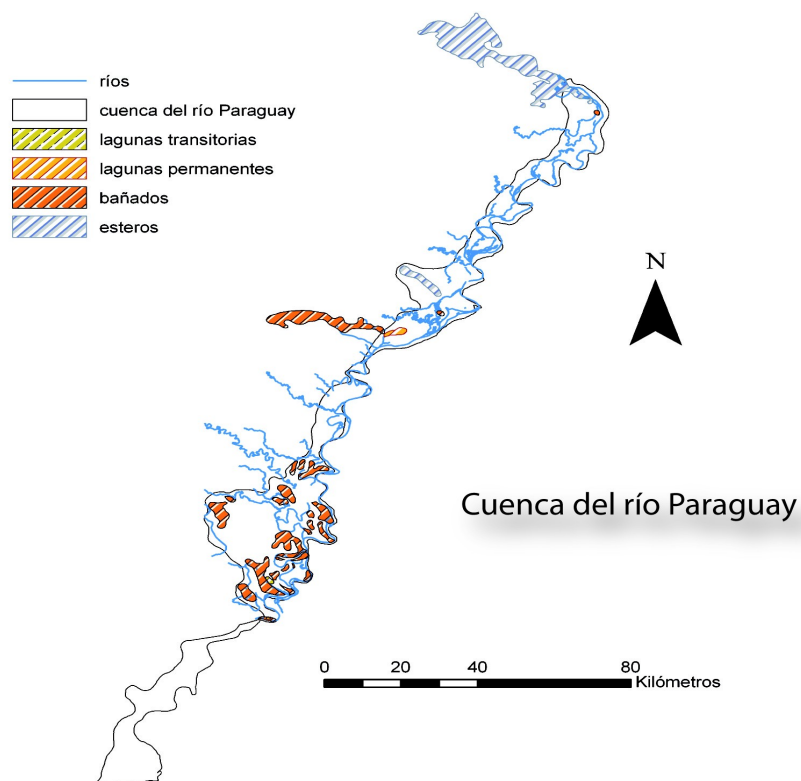 ríos
cuenca del río Paraguay
lagunas transitorias
lagunas permanentes
bañados
esteros
N
Cuenca del río Paraguay
0 20 40 80
Kilómetros